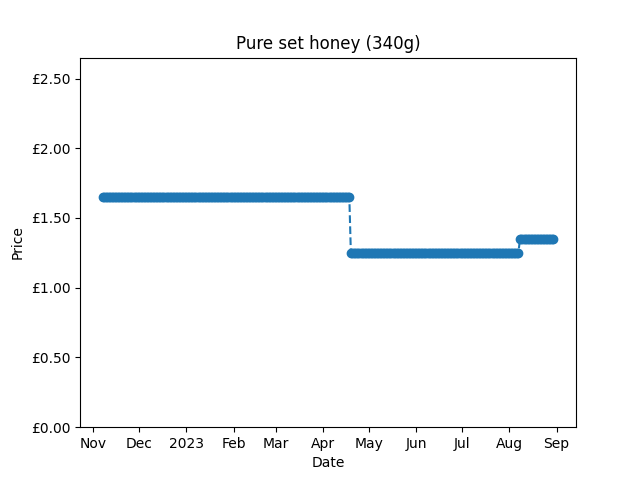 Pure set honey (340g)
£2.50
£2.00
£1.50
£1.00
£0.50
£0.00
Price
Nov Dec 2023 Feb Mar Apr May Jun Jul Aug Sep
Date